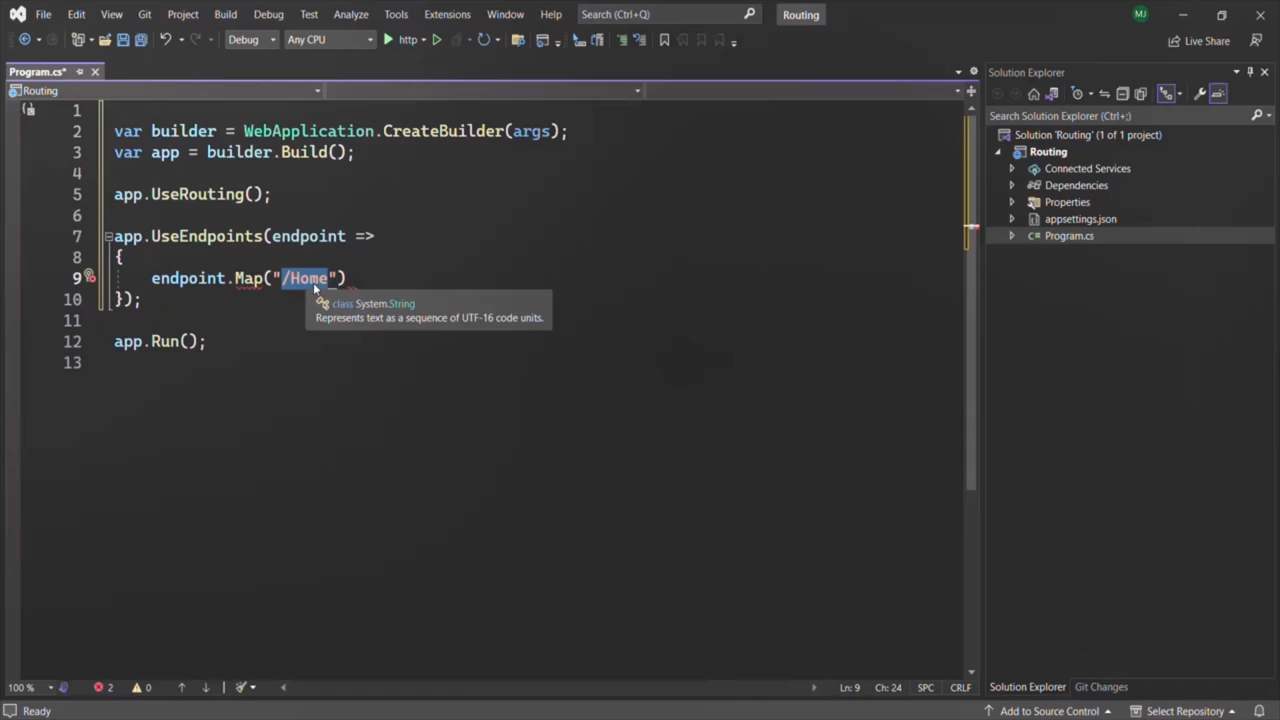 File Edit View Git Project Build Debug Test Analyze Tools Extensions Window Help Search (Ctrl+Q) Routing MJ
Debug Any CPU http Live Share
Program.cs* Solution Explorer
Routing
Search Solution Explorer (Ctrl+;)
Solution 'Routing' (1 of 1 project)
Routing
Connected Services
Dependencies
Properties
appsettings.json
C# Program.cs
1
2 var builder = WebApplication.CreateBuilder(args);
3 var app = builder.Build();
4
5 app.UseRouting();
6
7 app.UseEndpoints(endpoint =>
8 {
9 endpoint.Map("/Home")
class System.String
Represents text as a sequence of UTF-16 code units.
10 });
11
12 app.Run();
13
100 % 2 0 Ln: 9 Ch: 24 SPC CRLF
Solution Explorer Git Changes
Ready Add to Source Control Select Repository